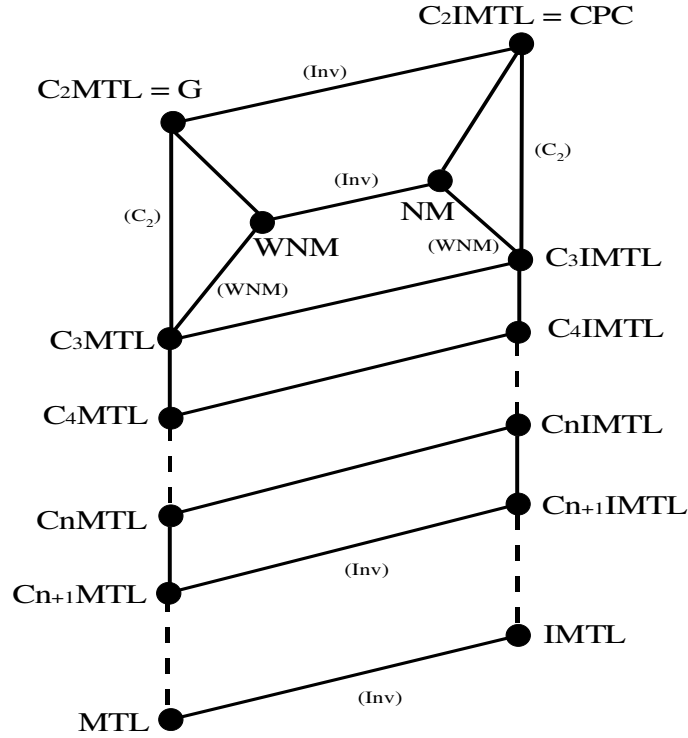 C₂IMTL = CPC
(Inv)
C₂MTL = G
(C₂)
(Inv)
NM
(C₂)
WNM
(WNM)
C₃IMTL
(WNM)
C₃MTL
C₄IMTL
C₄MTL
CnIMTL
CnMTL
Cn+1IMTL
(Inv)
Cn+1MTL
IMTL
(Inv)
MTL